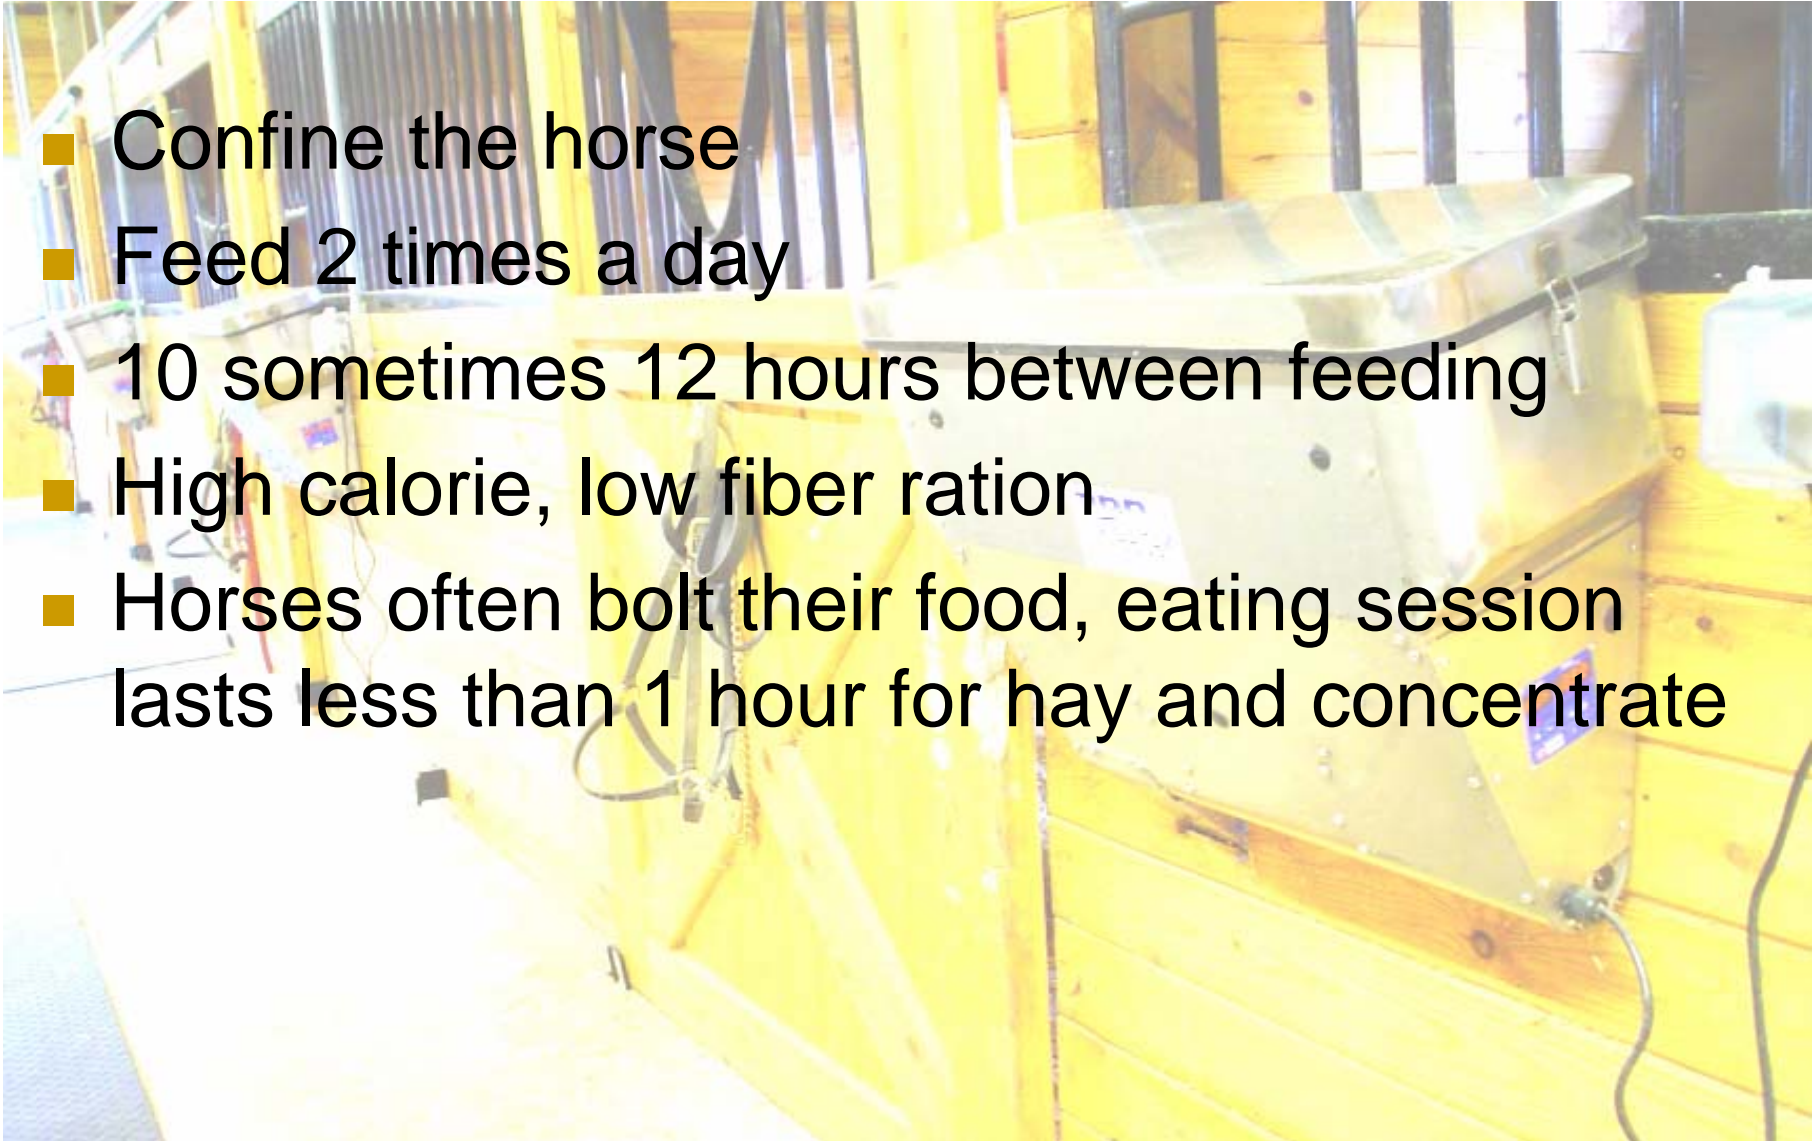 Confine the horse
Feed 2 times a day
10 sometimes 12 hours between feeding
High calorie, low fiber ration
Horses often bolt their food, eating session
lasts less than 1 hour for hay and concentrate